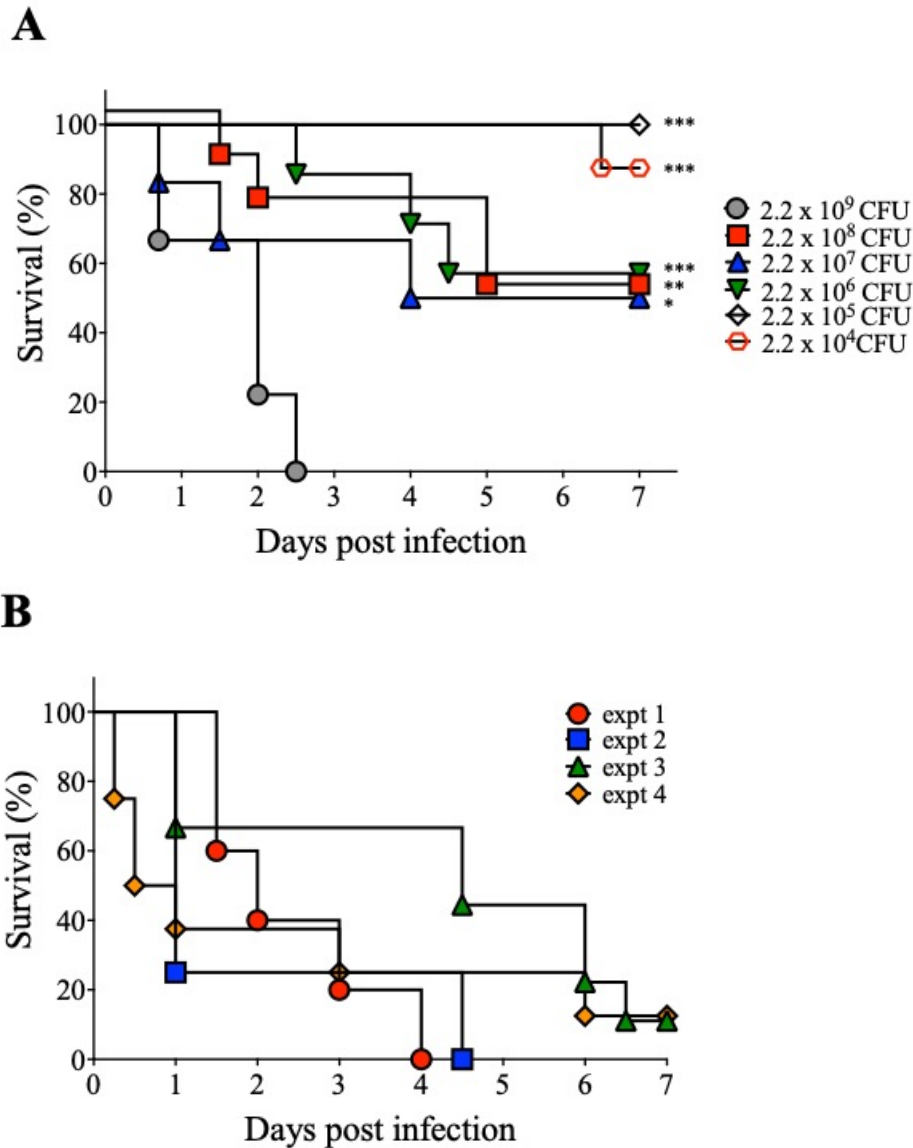 A
Survival (%)
100
80
60
40
20
0
0 1 2 3 4 5 6 7
Days post infection
***
***
***
**
*
2.2 x 10⁹ CFU
2.2 x 10⁸ CFU
2.2 x 10⁷ CFU
2.2 x 10⁶ CFU
2.2 x 10⁵ CFU
2.2 x 10⁴CFU
B
Survival (%)
100
80
60
40
20
0
0 1 2 3 4 5 6 7
Days post infection
expt 1
expt 2
expt 3
expt 4